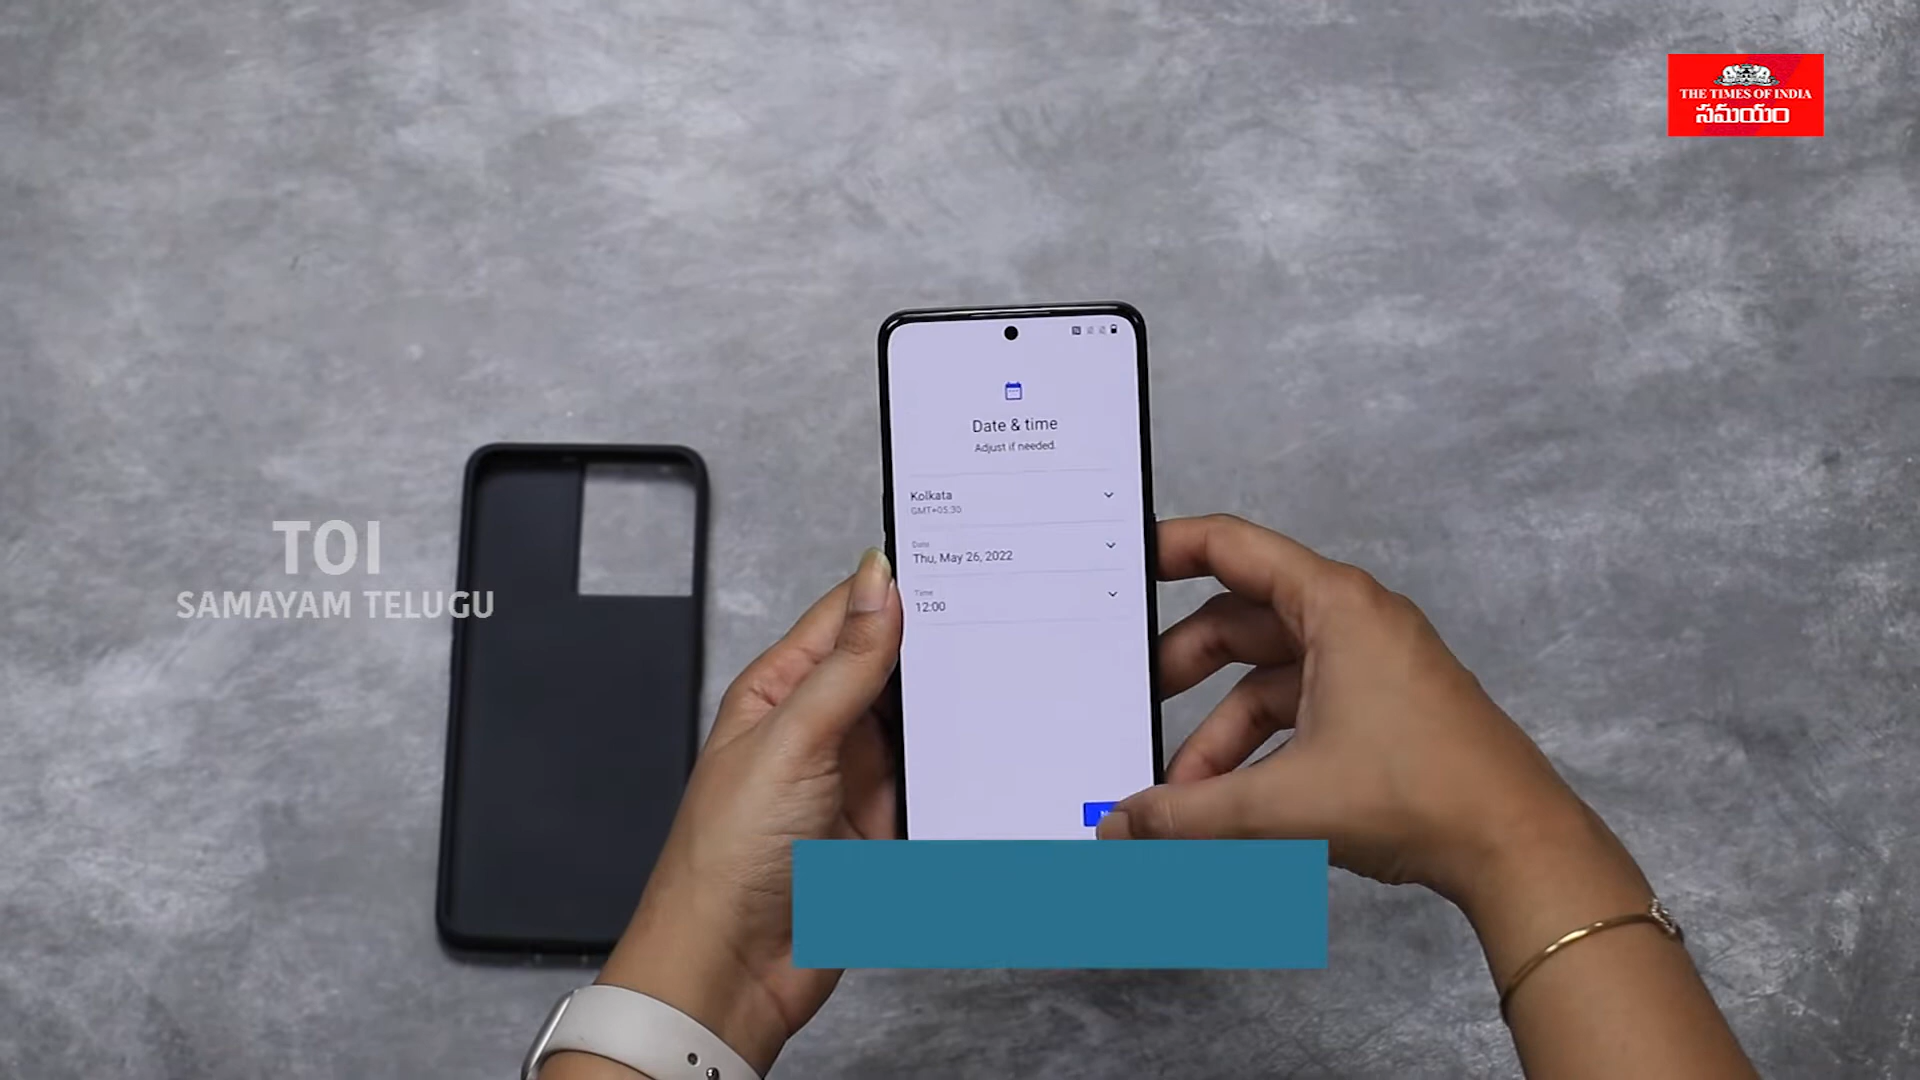 THE TIMES OF INDIA
సమయం
Date & time
Adjust if needed.
Kolkata
GMT+05:30
Date
Thu, May 26, 2022
Time
12:00
TOI
SAMAYAM TELUGU